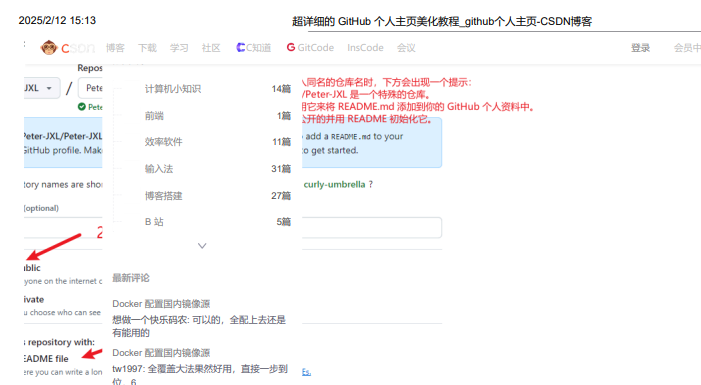 2025/2/12 15:13
超详细的 GitHub 个人主页美化教程_github个人主页-CSDN博客
CSDN 博客 下载 学习 社区 C知道 GitCode InsCode 会议 登录 会员中
Repos
JXL / Pete
Pete
计算机小知识 14篇
前端 1篇
效率软件 11篇
输入法 31篇
博客搭建 27篇
B 站 5篇
入同名的仓库名时，下方会出现一个提示：
/Peter-JXL 是一个特殊的仓库。
用它来将 README.md 添加到你的 GitHub 个人资料中。
公开的并用 README 初始化它。
Peter-JXL/Peter-JXL
add a README.md to your
GitHub profile. Make
to get started.
tory names are shor
curly-umbrella ?
(optional)
2
ublic
yone on the internet c
ivate
u choose who can see
s repository with:
EADME file
ere you can write a lon
最新评论
Docker 配置国内镜像源
想做一个快乐码农: 可以的，全配上去还是
有能用的
Docker 配置国内镜像源
tw1997: 全覆盖大法果然好用，直接一步到
位，6
Es.